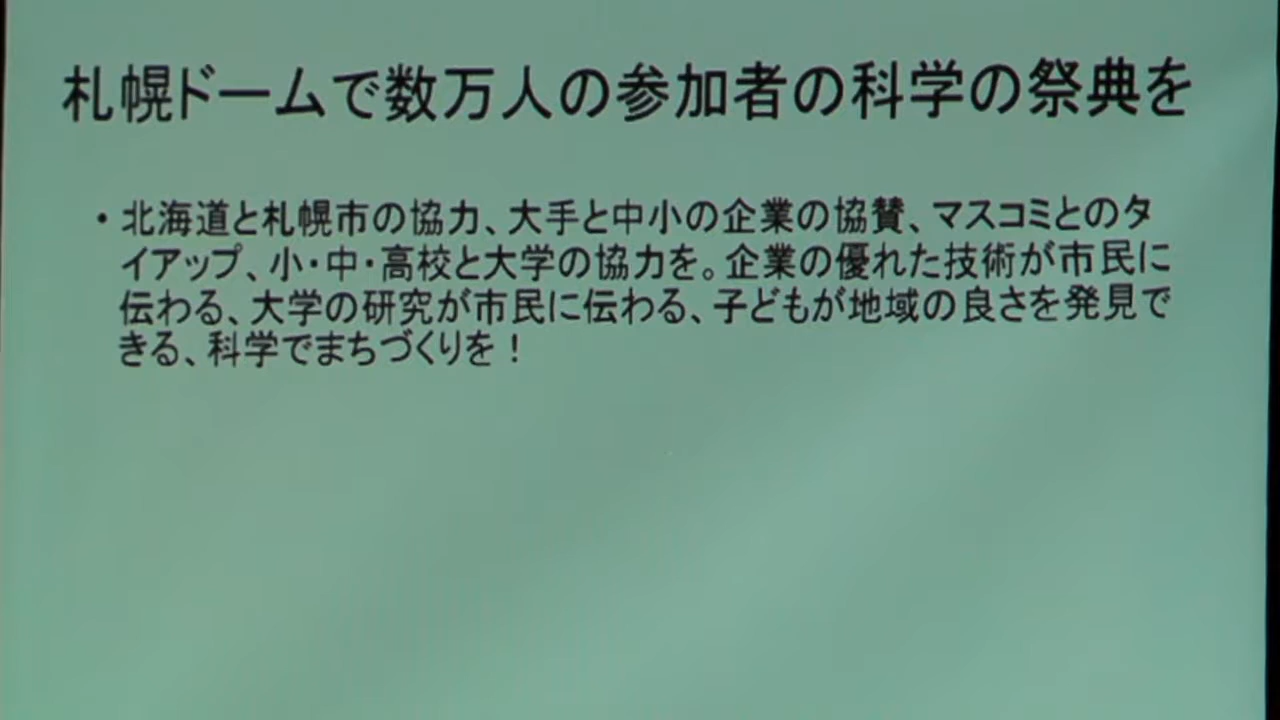 札幌ドームで数万人の参加者の科学の祭典を
・北海道と札幌市の協力、大手と中小の企業の協賛、マスコミとのタ
イアップ、小・中・高校と大学の協力を。企業の優れた技術が市民に
伝わる、大学の研究が市民に伝わる、子どもが地域の良さを発見で
きる、科学でまちづくりを！